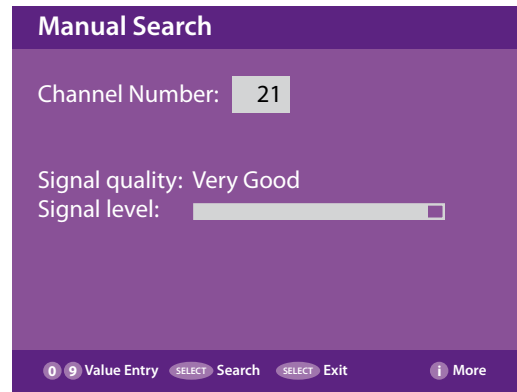 Manual Search
Channel Number: 21
Signal quality: Very Good
Signal level:
0 9 Value Entry SELECT Search SELECT Exit i More